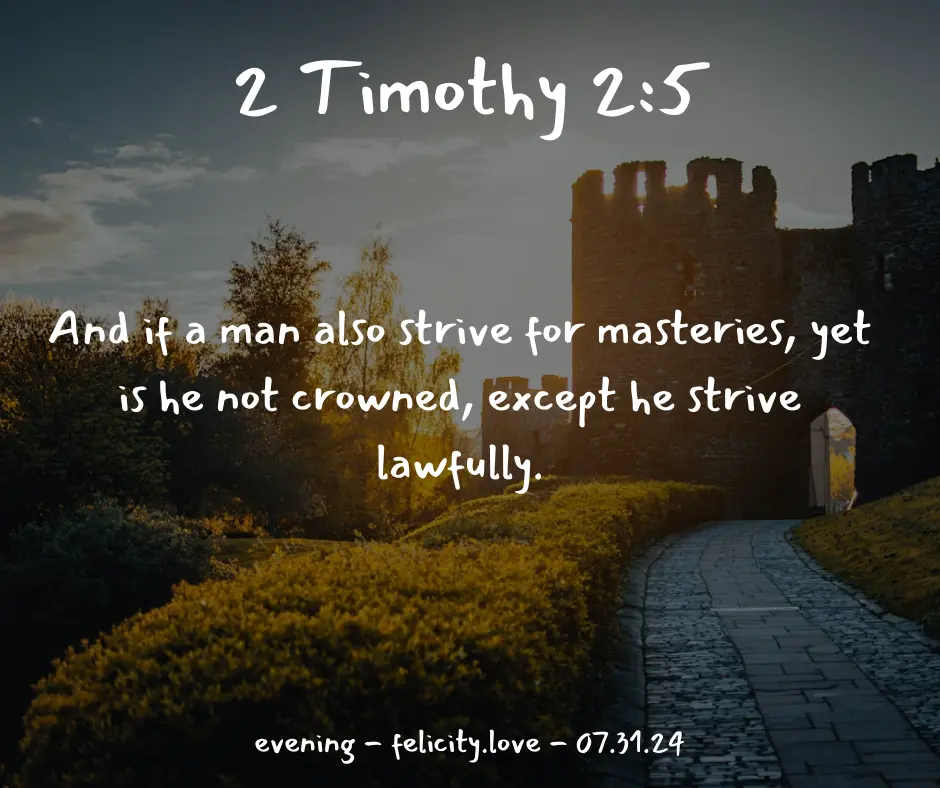 2 Timothy 2:5
And if a man also strive for masteries, yet
is he not crowned, except he strive
lawfully.
evening - felicity.love - 07.31.24